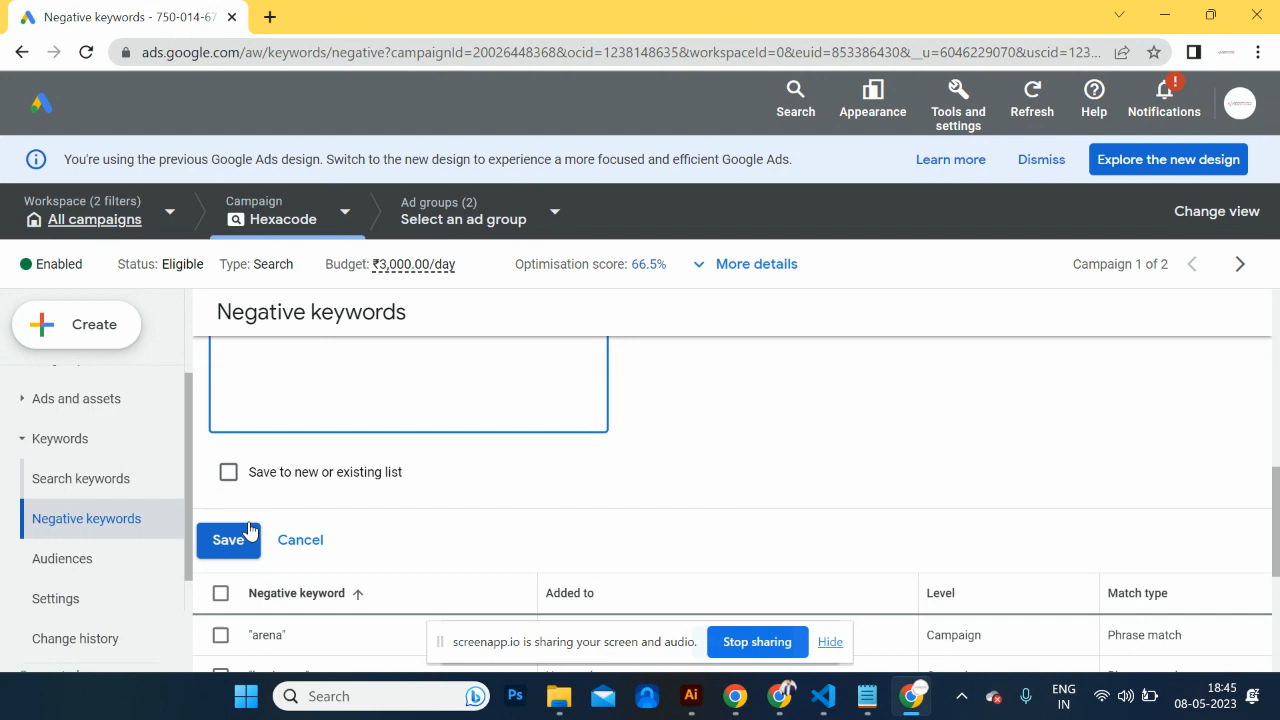 Negative keywords - 750-014-67
ads.google.com/aw/keywords/negative?campaignId=20026448368&ocid=1238148635&workspaceId=0&euid=853386430&__u=6046229070&uscid=123...
Search
Appearance
Tools and
settings
Refresh
Help
Notifications
You're using the previous Google Ads design. Switch to the new design to experience a more focused and efficient Google Ads.
Learn more
Dismiss
Explore the new design
Workspace (2 filters)
All campaigns
Campaign
Hexacode
Ad groups (2)
Select an ad group
Change view
Enabled
Status: Eligible
Type: Search
Budget: ₹3,000.00/day
Optimisation score: 66.5%
More details
Campaign 1 of 2
Create
Negative keywords
Ads and assets
Keywords
Search keywords
Negative keywords
Audiences
Settings
Change history
Save to new or existing list
Save
Cancel
Negative keyword
Added to
Level
Match type
"arena"
Campaign
Phrase match
screenapp.io is sharing your screen and audio.
Stop sharing
Hide
Search
Ps
Ai
ENG
IN
18:45
08-05-2023